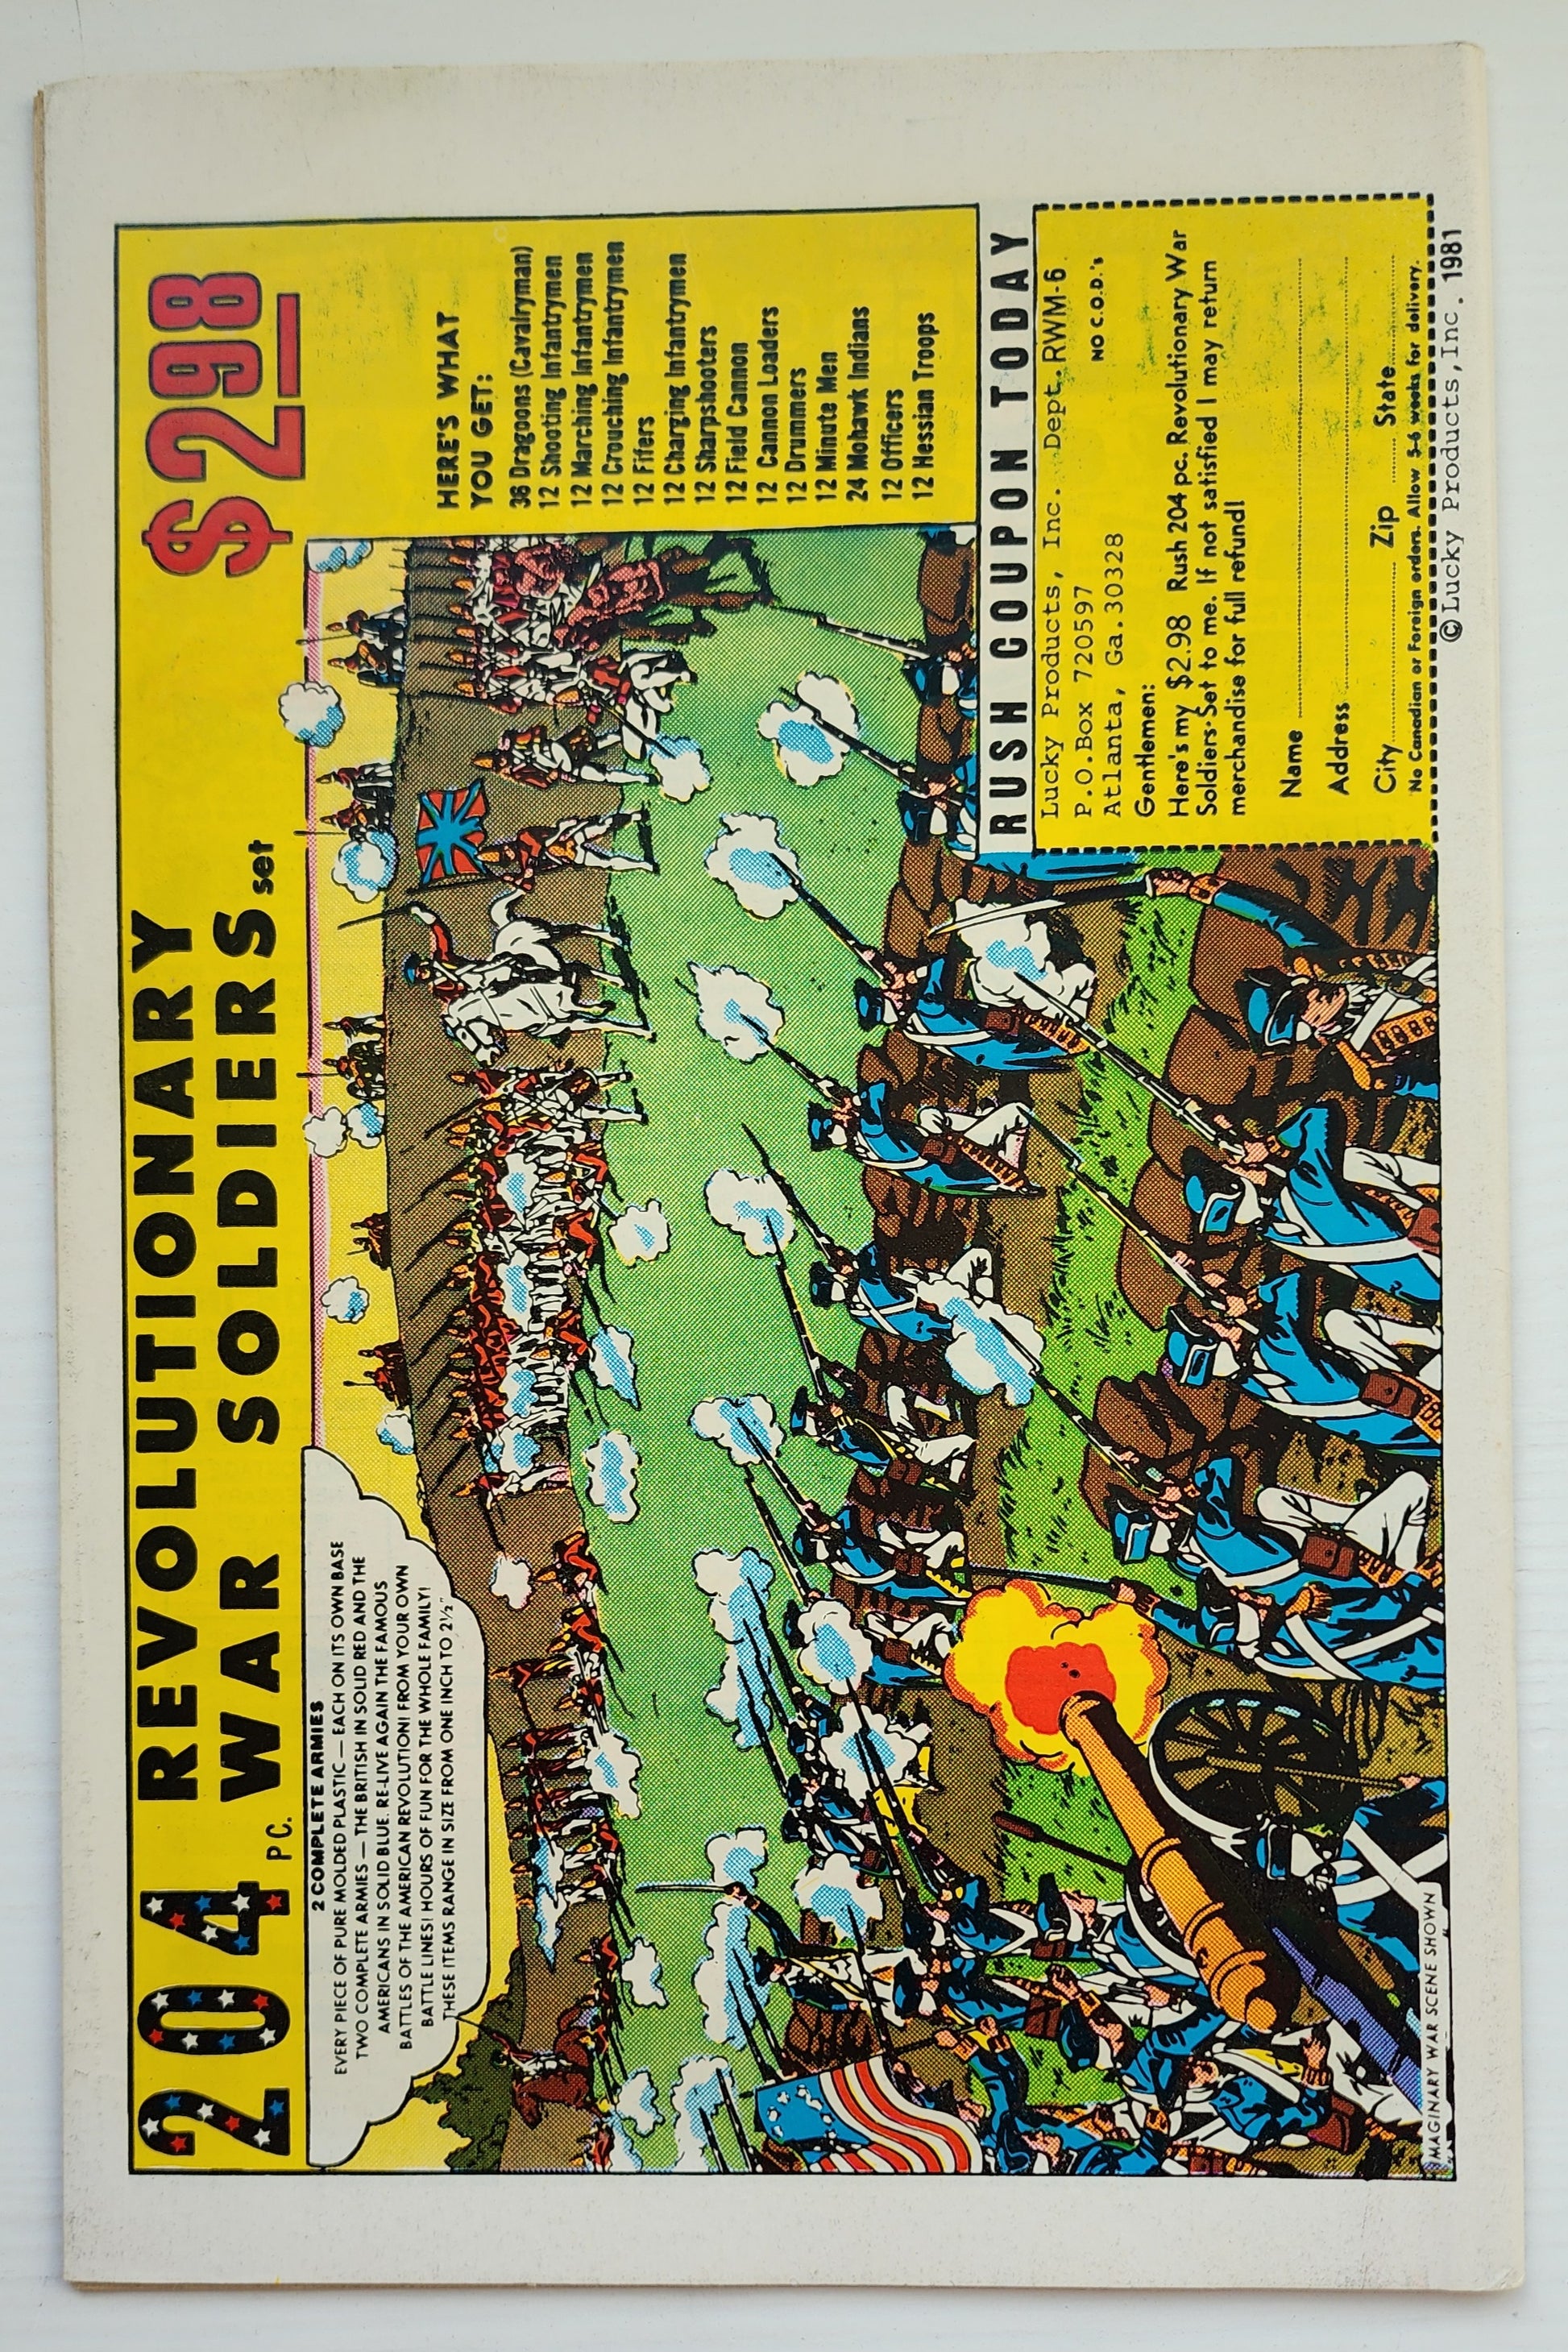 204 PC. REVOLUTIONARY
WAR SOLDIERS set
$2 98
2 COMPLETE ARMIES
EVERY PIECE OF PURE MOLDED PLASTIC — EACH ON ITS OWN BASE
TWO COMPLETE ARMIES — THE BRITISH IN SOLID RED AND THE
AMERICANS IN SOLID BLUE. RE-LIVE AGAIN THE FAMOUS
BATTLES OF THE AMERICAN REVOLUTION! FROM YOUR OWN
BATTLE LINES! HOURS OF FUN FOR THE WHOLE FAMILY!
THESE ITEMS RANGE IN SIZE FROM ONE INCH TO 2½"
HERE'S WHAT
YOU GET:
36 Dragoons (Cavalryman)
12 Shooting Infantrymen
12 Marching Infantrymen
12 Crouching Infantrymen
12 Fifers
12 Charging Infantrymen
12 Sharpshooters
12 Field Cannon
12 Cannon Loaders
12 Drummers
12 Minute Men
24 Mohawk Indians
12 Officers
12 Hessian Troops
RUSH COUPON TODAY
Lucky Products, Inc. Dept. RWM-6
P.O.Box 720597
Atlanta, Ga.30328
NO C.O.D.'s
Gentlemen:
Here's my $2.98 Rush 204 pc. Revolutionary War
Soldiers Set to me. If not satisfied I may return
merchandise for full refund!
Name
Address
City Zip State
No Canadian or Foreign orders. Allow 5-6 weeks for delivery.
IMAGINARY WAR SCENE SHOWN
©Lucky Products,Inc. 1981